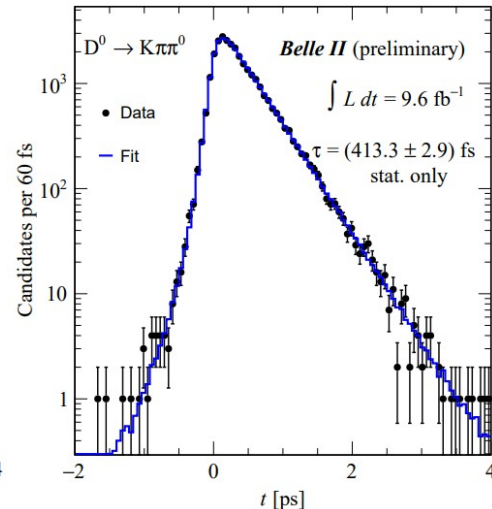 D⁰ → Kππ⁰
Belle II (preliminary)
∫ L dt = 9.6 fb⁻¹
Data
Fit
τ = (413.3 ± 2.9) fs
stat. only
Candidates per 60 fs
10³
10²
10
1
−2 0 2 4
t [ps]
4